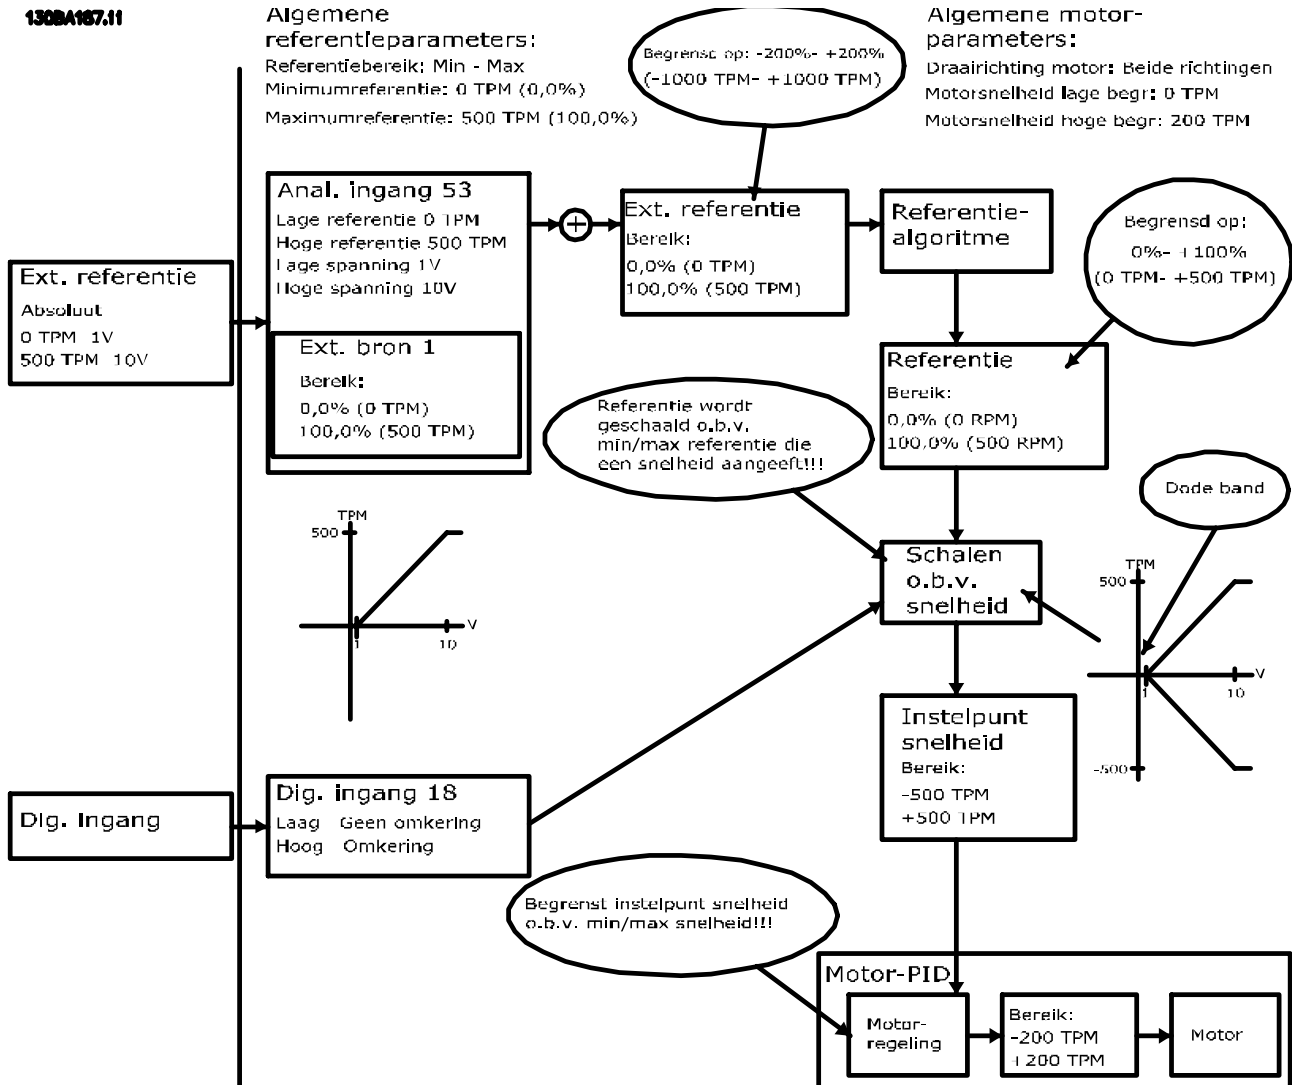 130BA187.11
Algemene
referentieparameters:
Referentiebereik: Min - Max
Minimumreferentie: 0 TPM (0,0%)
Maximumreferentie: 500 TPM (100,0%)
Begrensd op: -200%- +200%
(-1000 TPM- +1000 TPM)
Algemene motor-
parameters:
Draairichting motor: Beide richtingen
Motorsnelheid lage begr: 0 TPM
Motorsnelheid hoge begr: 200 TPM
Ext. referentie
Absoluut
0 TPM 1V
500 TPM 10V
Anal. ingang 53
Lage referentie 0 TPM
Hoge referentie 500 TPM
Lage spanning 1V
Hoge spanning 10V
Ext. bron 1
Bereik:
0,0% (0 TPM)
100,0% (500 TPM)
+
Ext. referentie
Bereik:
0,0% (0 TPM)
100,0% (500 TPM)
Referentie-
algoritme
Begrensd op:
0%- +100%
(0 TPM- +500 TPM)
Referentie
Bereik:
0,0% (0 RPM)
100,0% (500 RPM)
Referentie wordt
geschaald o.b.v.
min/max referentie die
een snelheid aangeeft!!!
Dode band
TPM
500
1
10
V
Schalen
o.b.v.
snelheid
TPM
500
1
10
V
-500
Instelpunt
snelheid
Bereik:
-500 TPM
+500 TPM
Dig. Ingang
Dig. ingang 18
Laag Geen omkering
Hoog Omkering
Begrenst instelpunt snelheid
o.b.v. min/max snelheid!!!
Motor-PID
Motor-
regeling
Bereik:
-200 TPM
+200 TPM
Motor